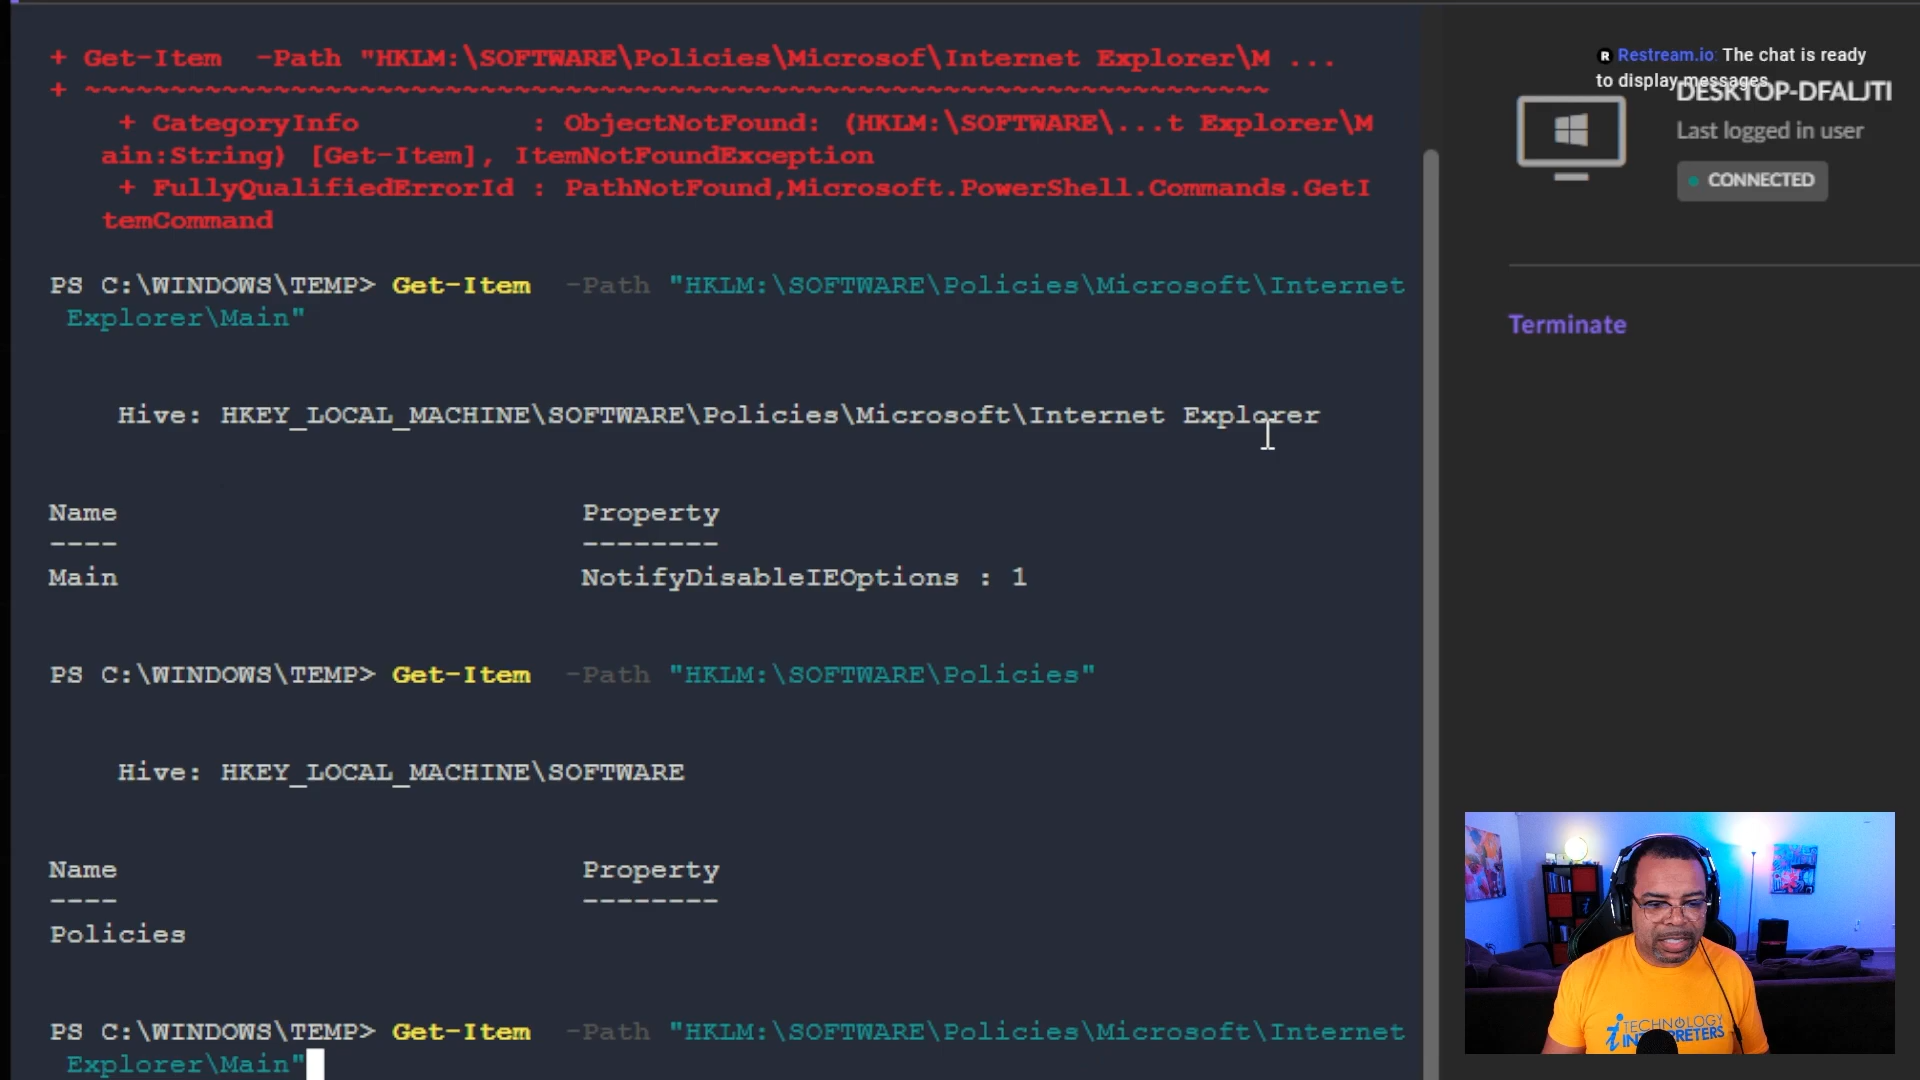 + Get-Item  -Path "HKLM:\SOFTWARE\Policies\Microsof\Internet Explorer\M ...
+ ~~~~~~~~~~~~~~~~~~~~~~~~~~~~~~~~~~~~~~~~~~~~~~~~~~~~~~~~~~~~~~~~~~~~~
+ CategoryInfo          : ObjectNotFound: (HKLM:\SOFTWARE\...t Explorer\M
ain:String) [Get-Item], ItemNotFoundException
+ FullyQualifiedErrorId : PathNotFound,Microsoft.PowerShell.Commands.GetI
temCommand
PS C:\WINDOWS\TEMP> Get-Item  -Path "HKLM:\SOFTWARE\Policies\Microsoft\Internet
Explorer\Main"
Hive: HKEY_LOCAL_MACHINE\SOFTWARE\Policies\Microsoft\Internet Explorer
Name                           Property
----                           --------
Main                           NotifyDisableIEOptions : 1
PS C:\WINDOWS\TEMP> Get-Item  -Path "HKLM:\SOFTWARE\Policies"
Hive: HKEY_LOCAL_MACHINE\SOFTWARE
Name                           Property
----                           --------
Policies
PS C:\WINDOWS\TEMP> Get-Item  -Path "HKLM:\SOFTWARE\Policies\Microsoft\Internet
Explorer\Main"
R Restream.io: The chat is ready
to display messages
DESKTOP-DFALJTI
Last logged in user
CONNECTED
Terminate
TECHNOLOGY
INTERPRETERS